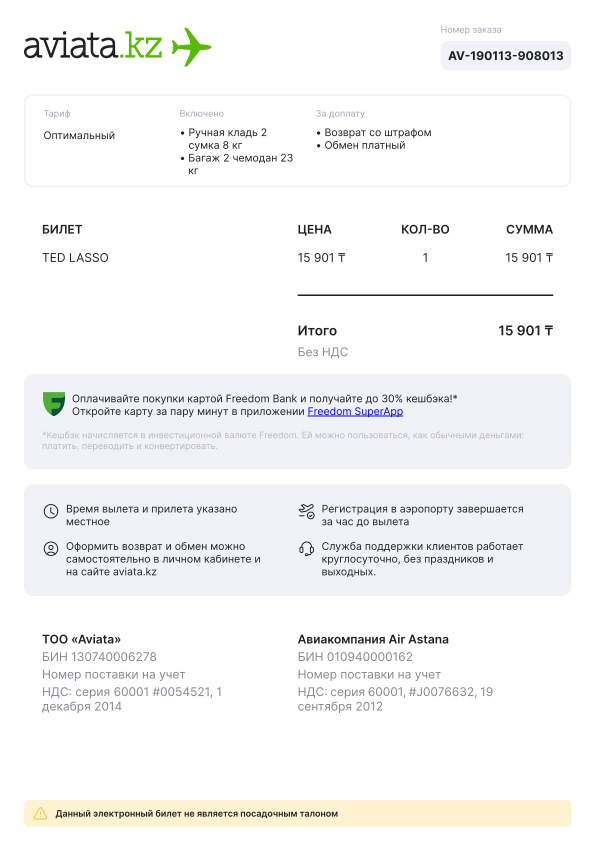 aviata.kz
Номер заказа
AV-190113-908013
Тариф
Оптимальный
Включено
• Ручная кладь 2
сумка 8 кг
• Багаж 2 чемодан 23
кг
За доплату
• Возврат со штрафом
• Обмен платный
БИЛЕТ ЦЕНА КОЛ-ВО СУММА
TED LASSO 15 901 ₸ 1 15 901 ₸
Итого 15 901 ₸
Без НДС
Оплачивайте покупки картой Freedom Bank и получайте до 30% кешбэка!*
Откройте карту за пару минут в приложении Freedom SuperApp
*Кешбэк начисляется в инвестиционной валюте Freedom. Ей можно пользоваться, как обычными деньгами:
платить, переводить и конвертировать.
Время вылета и прилета указано
местное
Регистрация в аэропорту завершается
за час до вылета
Оформить возврат и обмен можно
самостоятельно в личном кабинете и
на сайте aviata.kz
Служба поддержки клиентов работает
круглосуточно, без праздников и
выходных.
ТОО «Aviata»
БИН 130740006278
Номер поставки на учет
НДС: серия 60001 #0054521, 1
декабря 2014
Авиакомпания Air Astana
БИН 010940000162
Номер поставки на учет
НДС: серия 60001, #J0076632, 19
сентября 2012
Данный электронный билет не является посадочным талоном